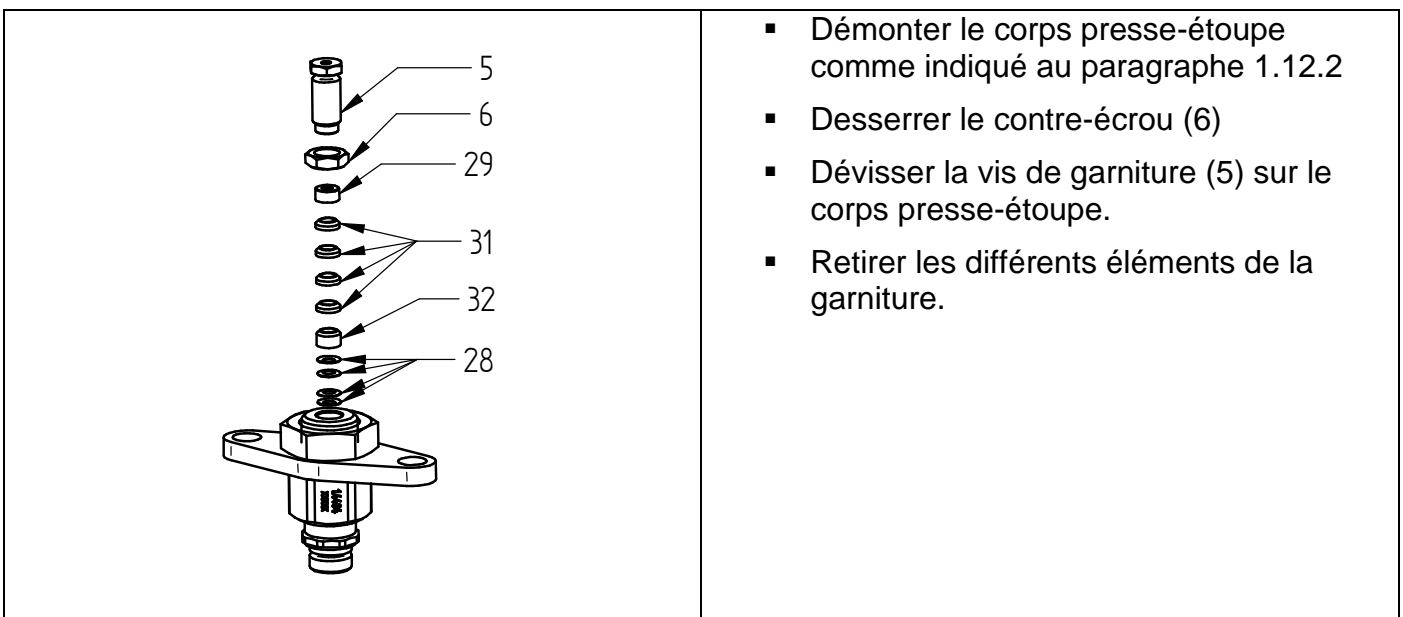 5
6
29
31
32
28
▪ Démonter le corps presse-étoupe
comme indiqué au paragraphe 1.12.2
▪ Desserrer le contre-écrou (6)
▪ Dévisser la vis de garniture (5) sur le
corps presse-étoupe.
▪ Retirer les différents éléments de la
garniture.